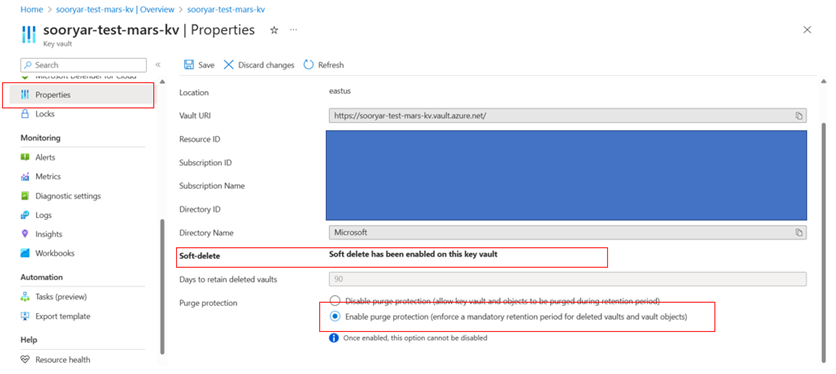 Home > sooryar-test-mars-kv | Overview > sooryar-test-mars-kv
sooryar-test-mars-kv | Properties ☆ ···
Key vault
Search
«
Microsoft Defender for Cloud
Properties
Locks
Monitoring
Alerts
Metrics
Diagnostic settings
Logs
Insights
Workbooks
Automation
Tasks (preview)
Export template
Help
Resource health
Save Discard changes Refresh
Location eastus
Vault URI https://sooryar-test-mars-kv.vault.azure.net/
Resource ID
Subscription ID
Subscription Name
Directory ID
Directory Name Microsoft
Soft-delete Soft delete has been enabled on this key vault
Days to retain deleted vaults 90
Purge protection Disable purge protection (allow key vault and objects to be purged during retention period)
Enable purge protection (enforce a mandatory retention period for deleted vaults and vault objects)
Once enabled, this option cannot be disabled